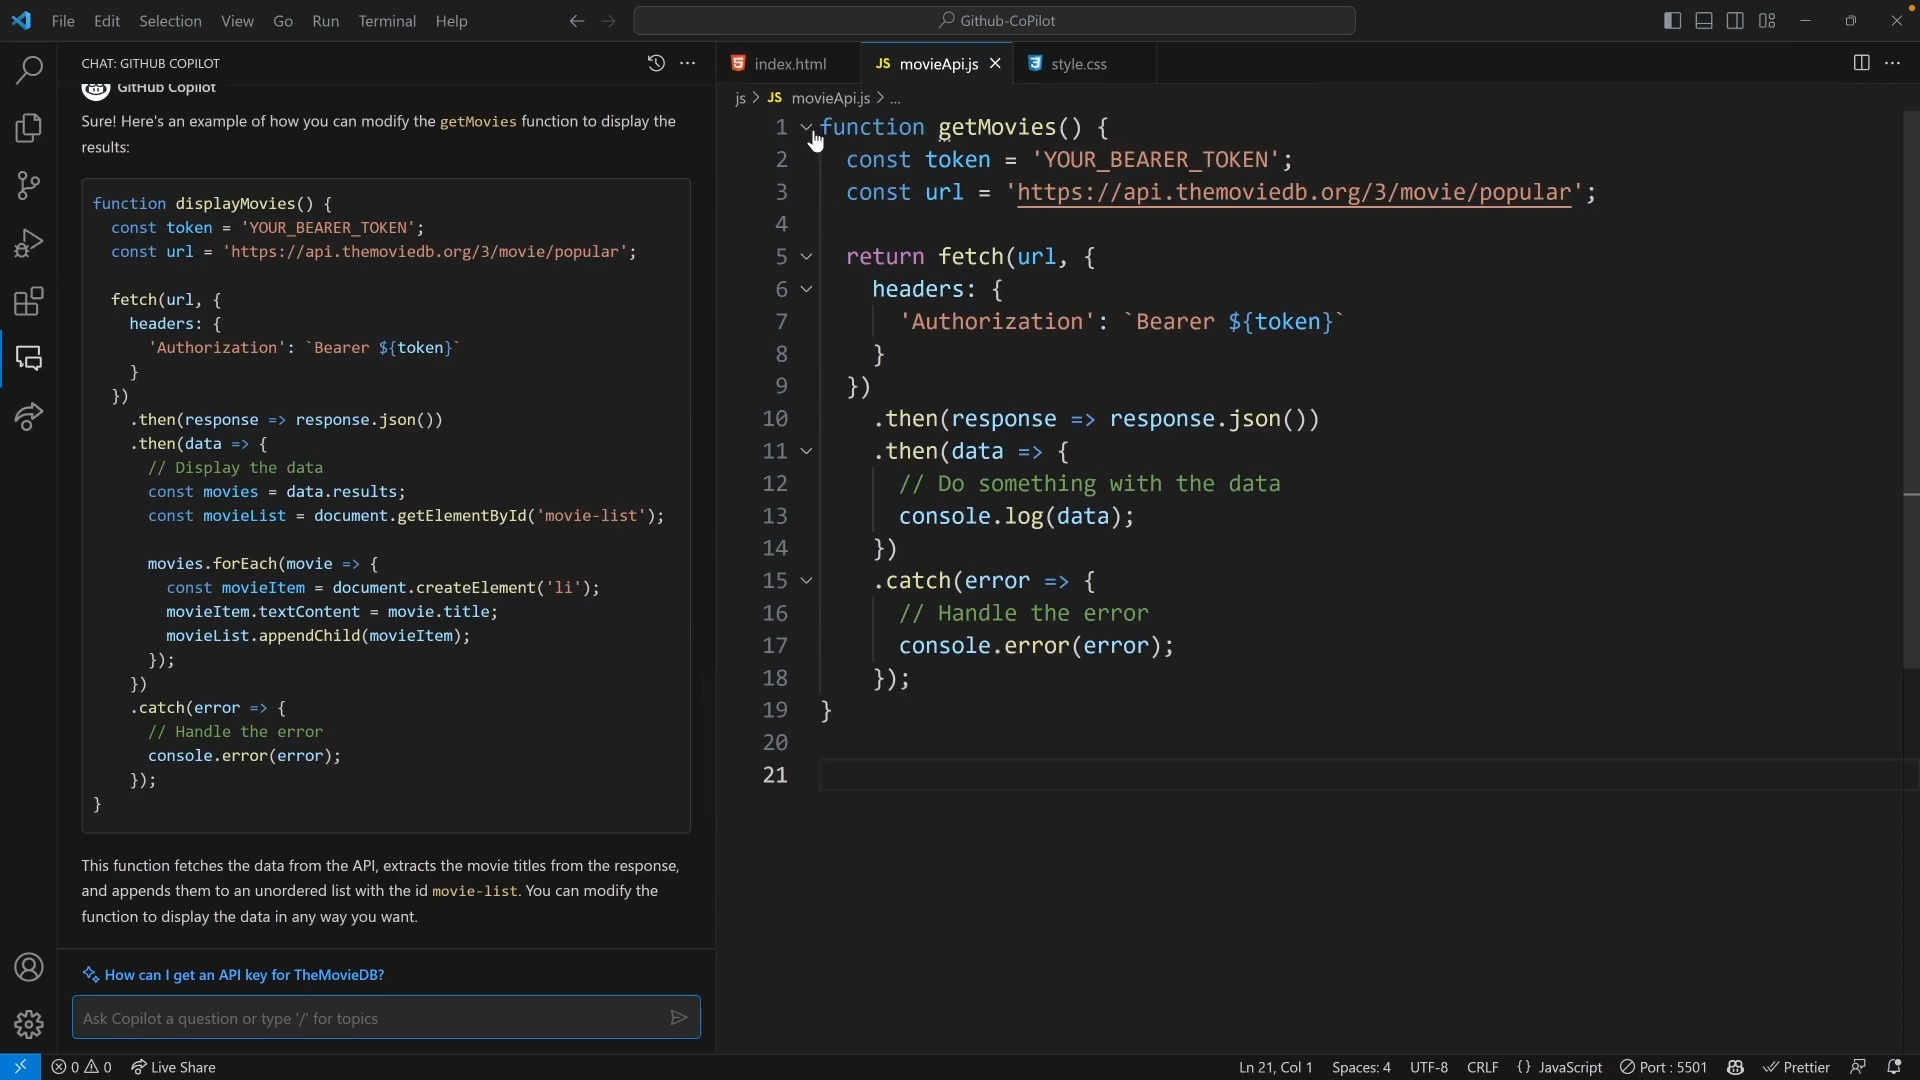 File Edit Selection View Go Run Terminal Help
Github-CoPilot
CHAT: GITHUB COPILOT
GitHub Copilot
Sure! Here's an example of how you can modify the getMovies function to display the
results:
function displayMovies() {
const token = 'YOUR_BEARER_TOKEN';
const url = 'https://api.themoviedb.org/3/movie/popular';
fetch(url, {
headers: {
'Authorization': `Bearer ${token}`
}
})
.then(response => response.json())
.then(data => {
// Display the data
const movies = data.results;
const movieList = document.getElementById('movie-list');
movies.forEach(movie => {
const movieItem = document.createElement('li');
movieItem.textContent = movie.title;
movieList.appendChild(movieItem);
});
})
.catch(error => {
// Handle the error
console.error(error);
});
}
This function fetches the data from the API, extracts the movie titles from the response,
and appends them to an unordered list with the id movie-list. You can modify the
function to display the data in any way you want.
How can I get an API key for TheMovieDB?
Ask Copilot a question or type '/' for topics
index.html JS movieApi.js style.css
js > JS movieApi.js > ...
1 function getMovies() {
2 const token = 'YOUR_BEARER_TOKEN';
3 const url = 'https://api.themoviedb.org/3/movie/popular';
4
5 return fetch(url, {
6 headers: {
7 'Authorization': `Bearer ${token}`
8 }
9 })
10 .then(response => response.json())
11 .then(data => {
12 // Do something with the data
13 console.log(data);
14 })
15 .catch(error => {
16 // Handle the error
17 console.error(error);
18 });
19 }
20
21
0 0 Live Share Ln 21, Col 1 Spaces: 4 UTF-8 CRLF {} JavaScript Port : 5501 Prettier